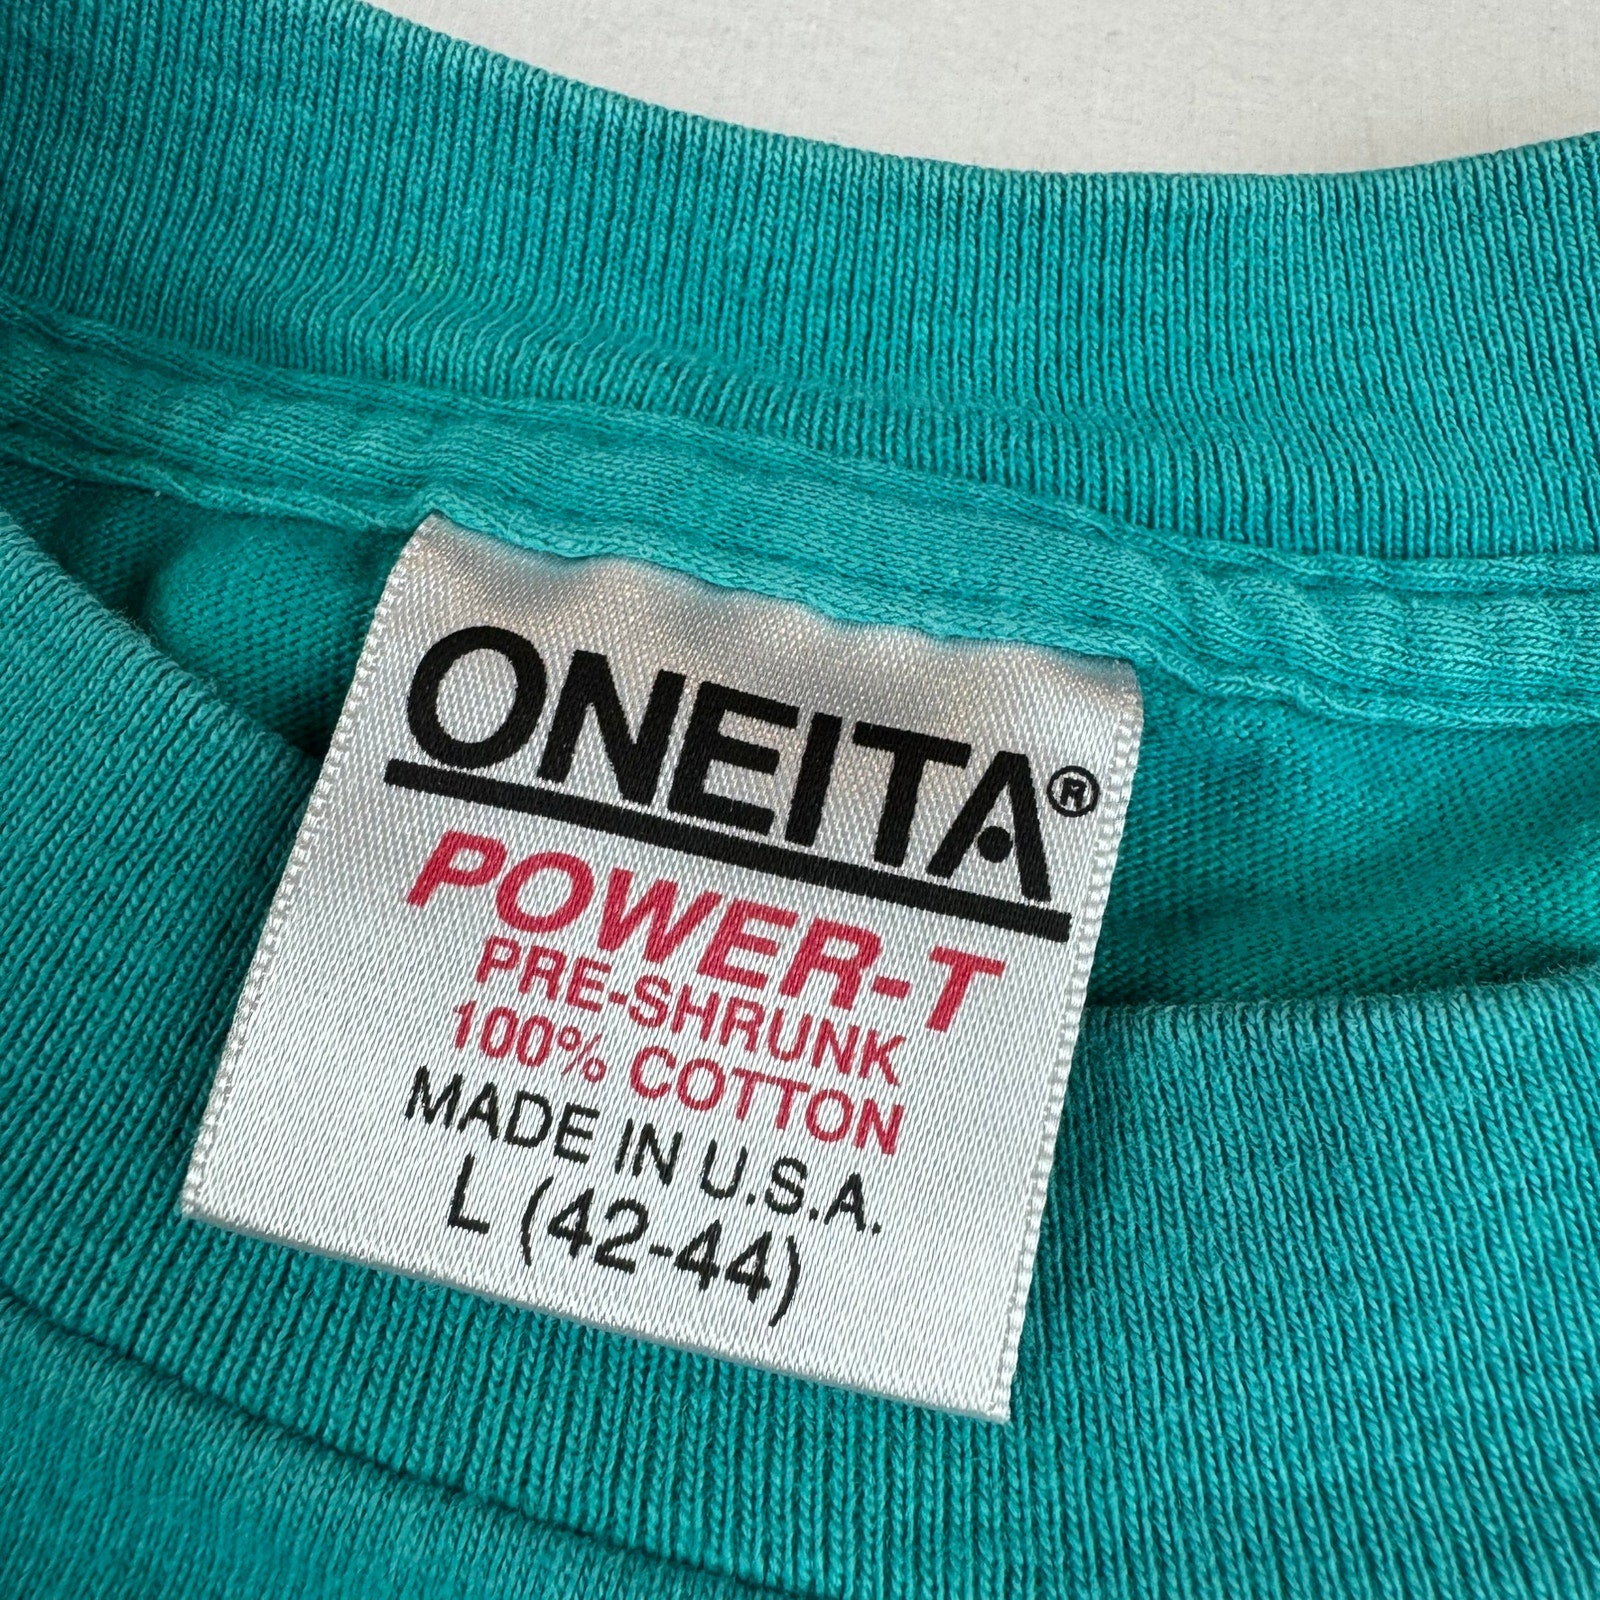 ONEITA®
POWER-T
PRE-SHRUNK
100% COTTON
MADE IN U.S.A.
L (42-44)